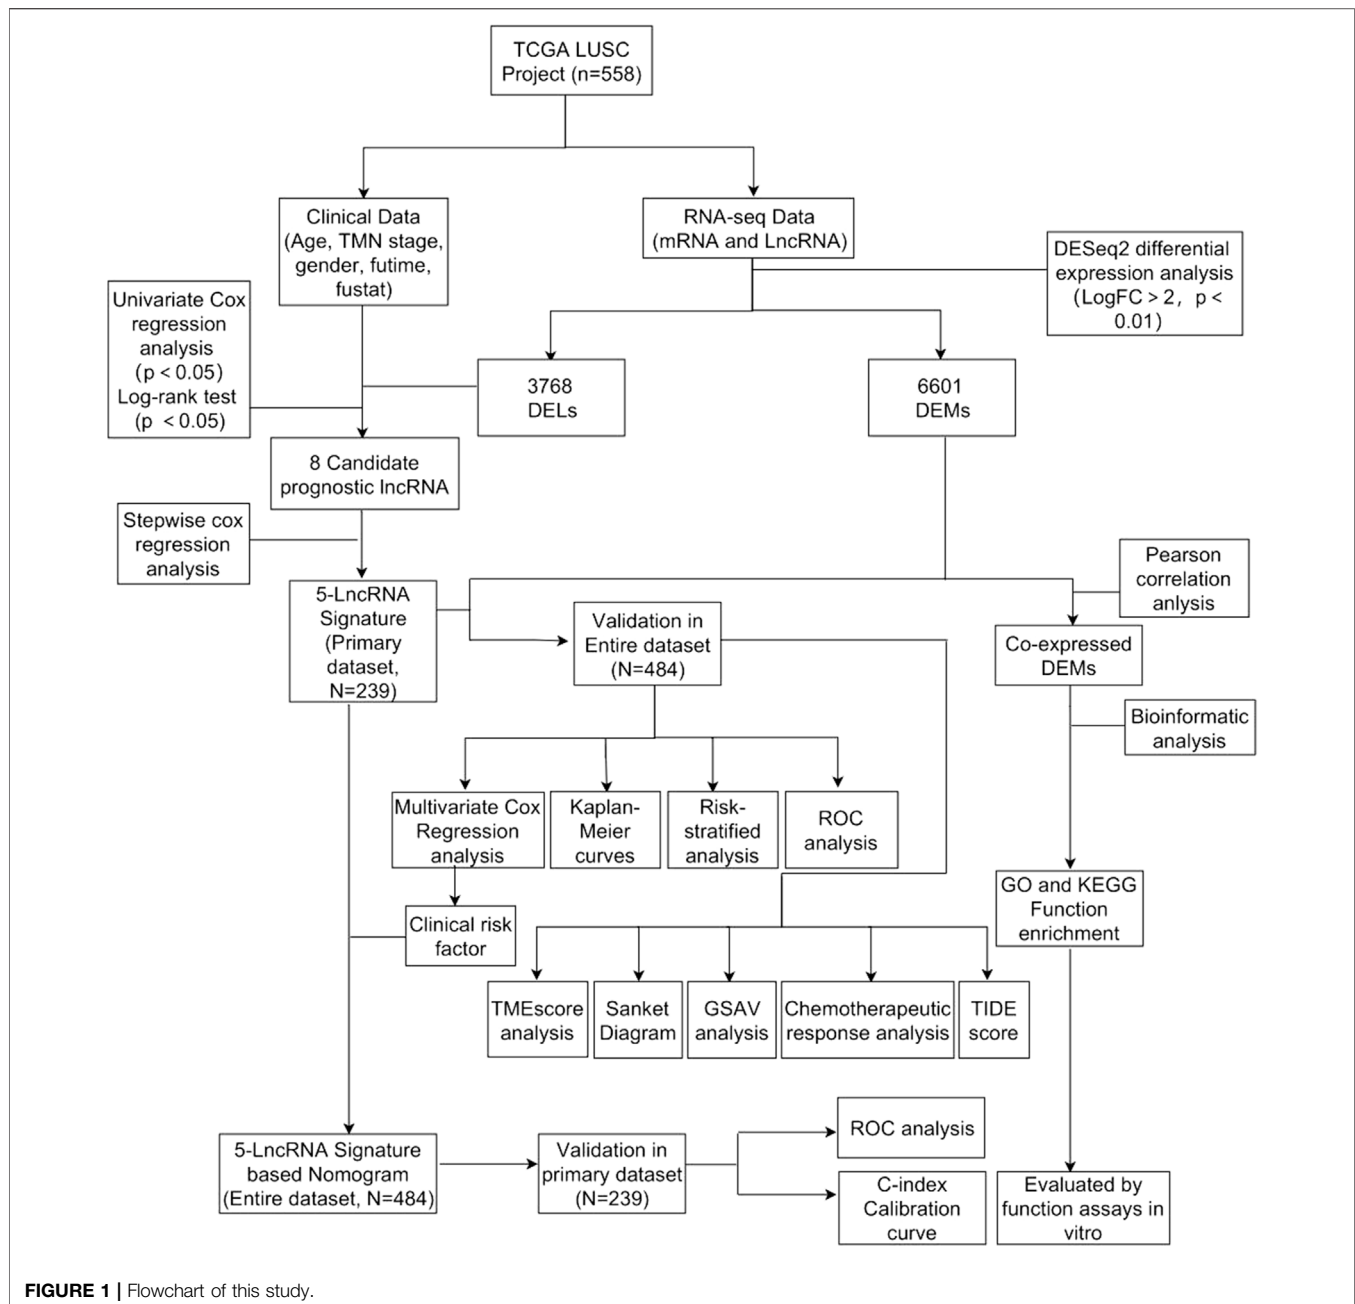 TCGA LUSC
Project (n=558)
Clinical Data
(Age, TMN stage,
gender, futime,
fustat)
RNA-seq Data
(mRNA and LncRNA)
DESeq2 differential
expression analysis
(LogFC > 2, p <
0.01)
Univariate Cox
regression
analysis
(p < 0.05)
Log-rank test
(p < 0.05)
3768
DELs
6601
DEMs
8 Candidate
prognostic lncRNA
Stepwise cox
regression
analysis
5-LncRNA
Signature
(Primary
dataset,
N=239)
Validation in
Entire dataset
(N=484)
Pearson
correlation
anlysis
Co-expressed
DEMs
Bioinformatic
analysis
Multivariate Cox
Regression
analysis
Kaplan-
Meier
curves
Risk-
stratified
analysis
ROC
analysis
Clinical risk
factor
GO and KEGG
Function
enrichment
TMEscore
analysis
Sanket
Diagram
GSAV
analysis
Chemotherapeutic
response analysis
TIDE
score
5-LncRNA Signature
based Nomogram
(Entire dataset, N=484)
Validation in
primary dataset
(N=239)
ROC analysis
C-index
Calibration
curve
Evaluated by
function assays in
vitro
FIGURE 1 | Flowchart of this study.